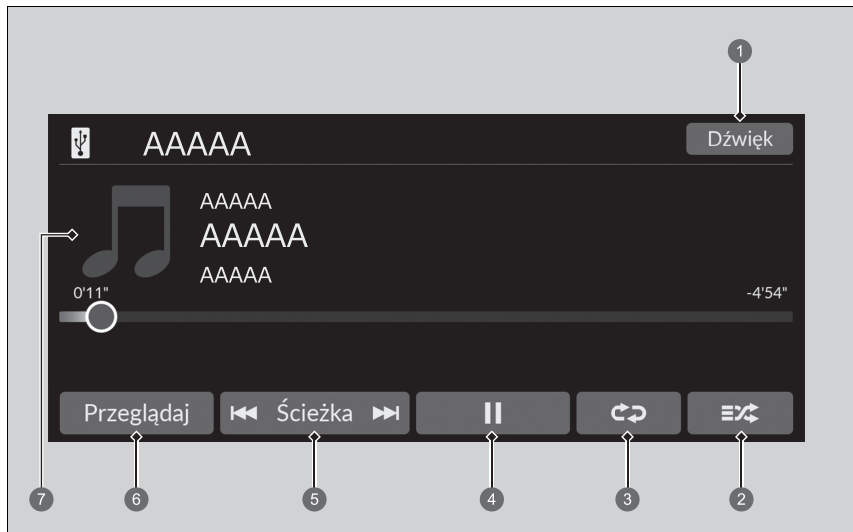 1
AAAAA
Dźwięk
AAAAA
AAAAA
AAAAA
7
0'11"
-4'54"
Przeglądaj
Ścieżka
6
5
4
3
2